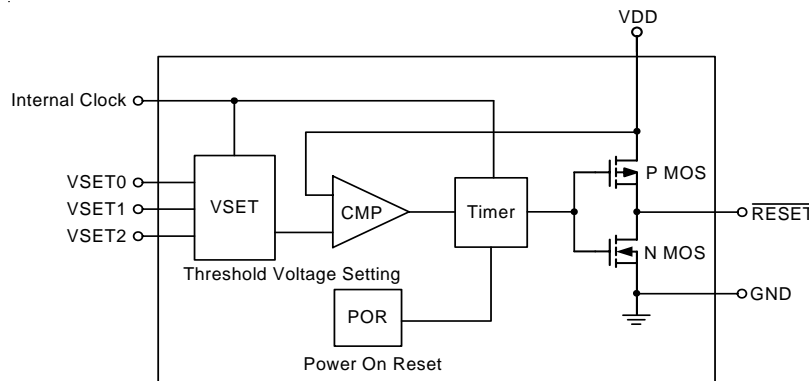 VDD
Internal Clock
VSET0
VSET1
VSET2
VSET
CMP
Timer
P MOS
RESET
N MOS
Threshold Voltage Setting
GND
POR
Power On Reset